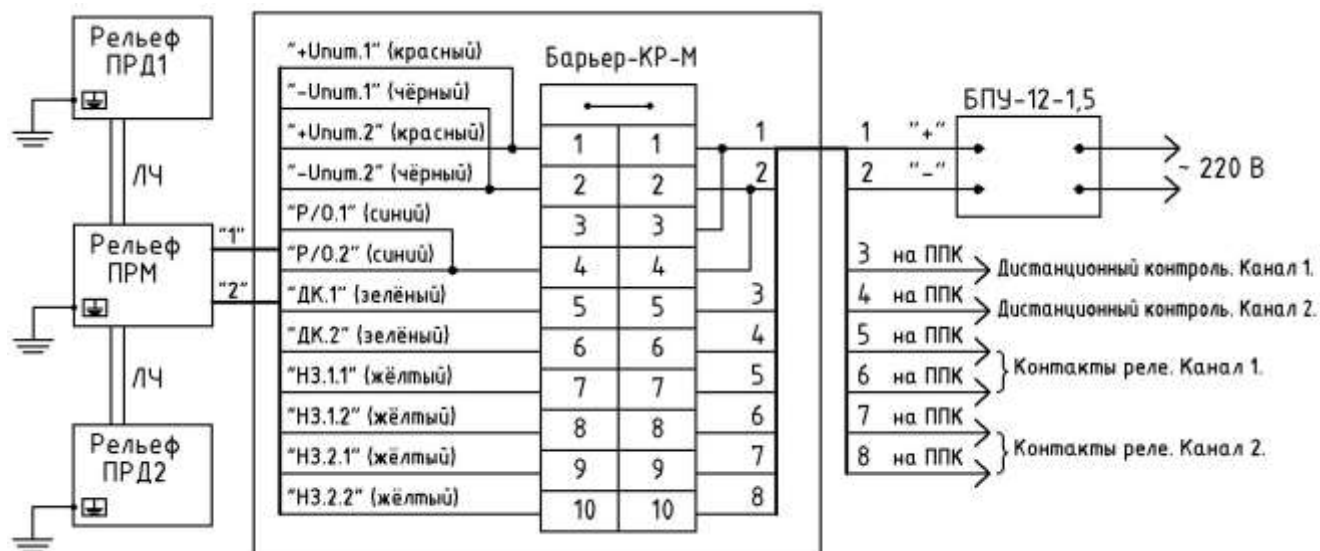 Рельеф
ПРД1
ЛЧ
Рельеф
ПРМ
"1"
"2"
ЛЧ
Рельеф
ПРД2
"+Uпит.1" (красный)
"-Uпит.1" (чёрный)
"+Uпит.2" (красный)
"-Uпит.2" (чёрный)
"Р/О.1" (синий)
"Р/О.2" (синий)
"ДК.1" (зелёный)
"ДК.2" (зелёный)
"НЗ.1.1" (жёлтый)
"НЗ.1.2" (жёлтый)
"НЗ.2.1" (жёлтый)
"НЗ.2.2" (жёлтый)
Барьер-КР-М
1 1
2 2
3 3
4 4
5 5
6 6
7 7
8 8
9 9
10 10
1
2
3
4
5
6
7
8
БПУ-12-1,5
1 "+"
2 "-"
~ 220 В
3 на ППК Дистанционный контроль. Канал 1.
4 на ППК Дистанционный контроль. Канал 2.
5 на ППК
6 на ППК
Контакты реле. Канал 1.
7 на ППК
8 на ППК
Контакты реле. Канал 2.